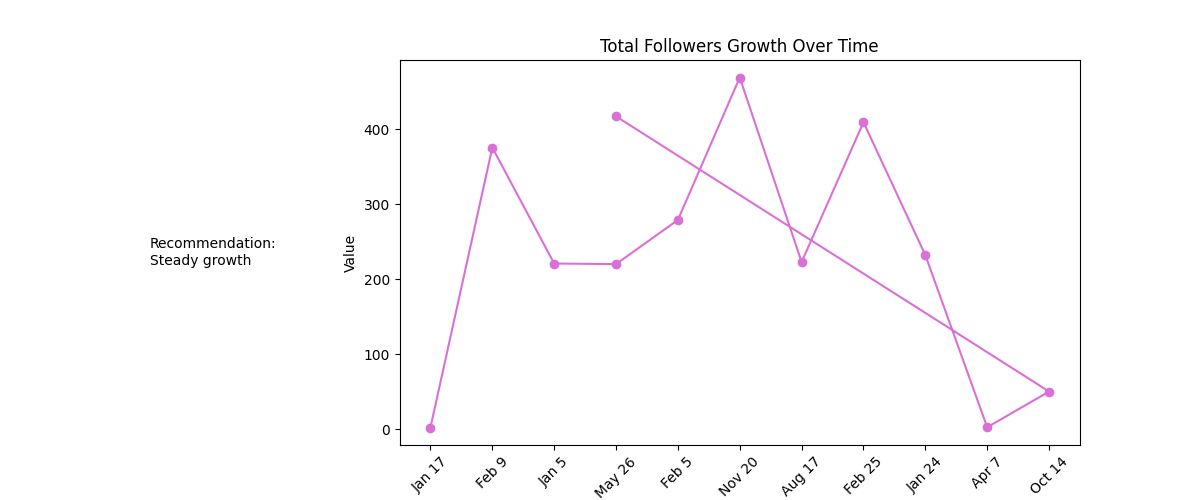 Total Followers Growth Over Time
Recommendation:
Steady growth
Value
400
300
200
100
0
Jan 17
Feb 9
Jan 5
May 26
Feb 5
Nov 20
Aug 17
Feb 25
Jan 24
Apr 7
Oct 14